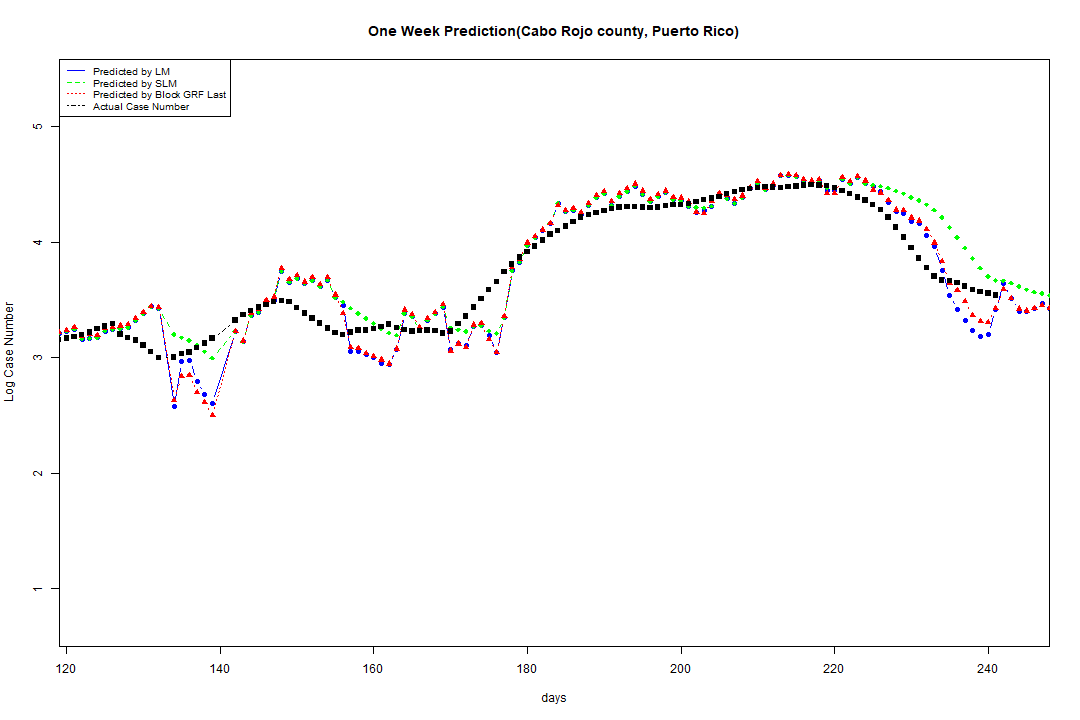 One Week Prediction(Cabo Rojo county, Puerto Rico)
Predicted by LM
Predicted by SLM
Predicted by Block GRF Last
Actual Case Number
5
4
3
2
1
Log Case Number
120 140 160 180 200 220 240
days